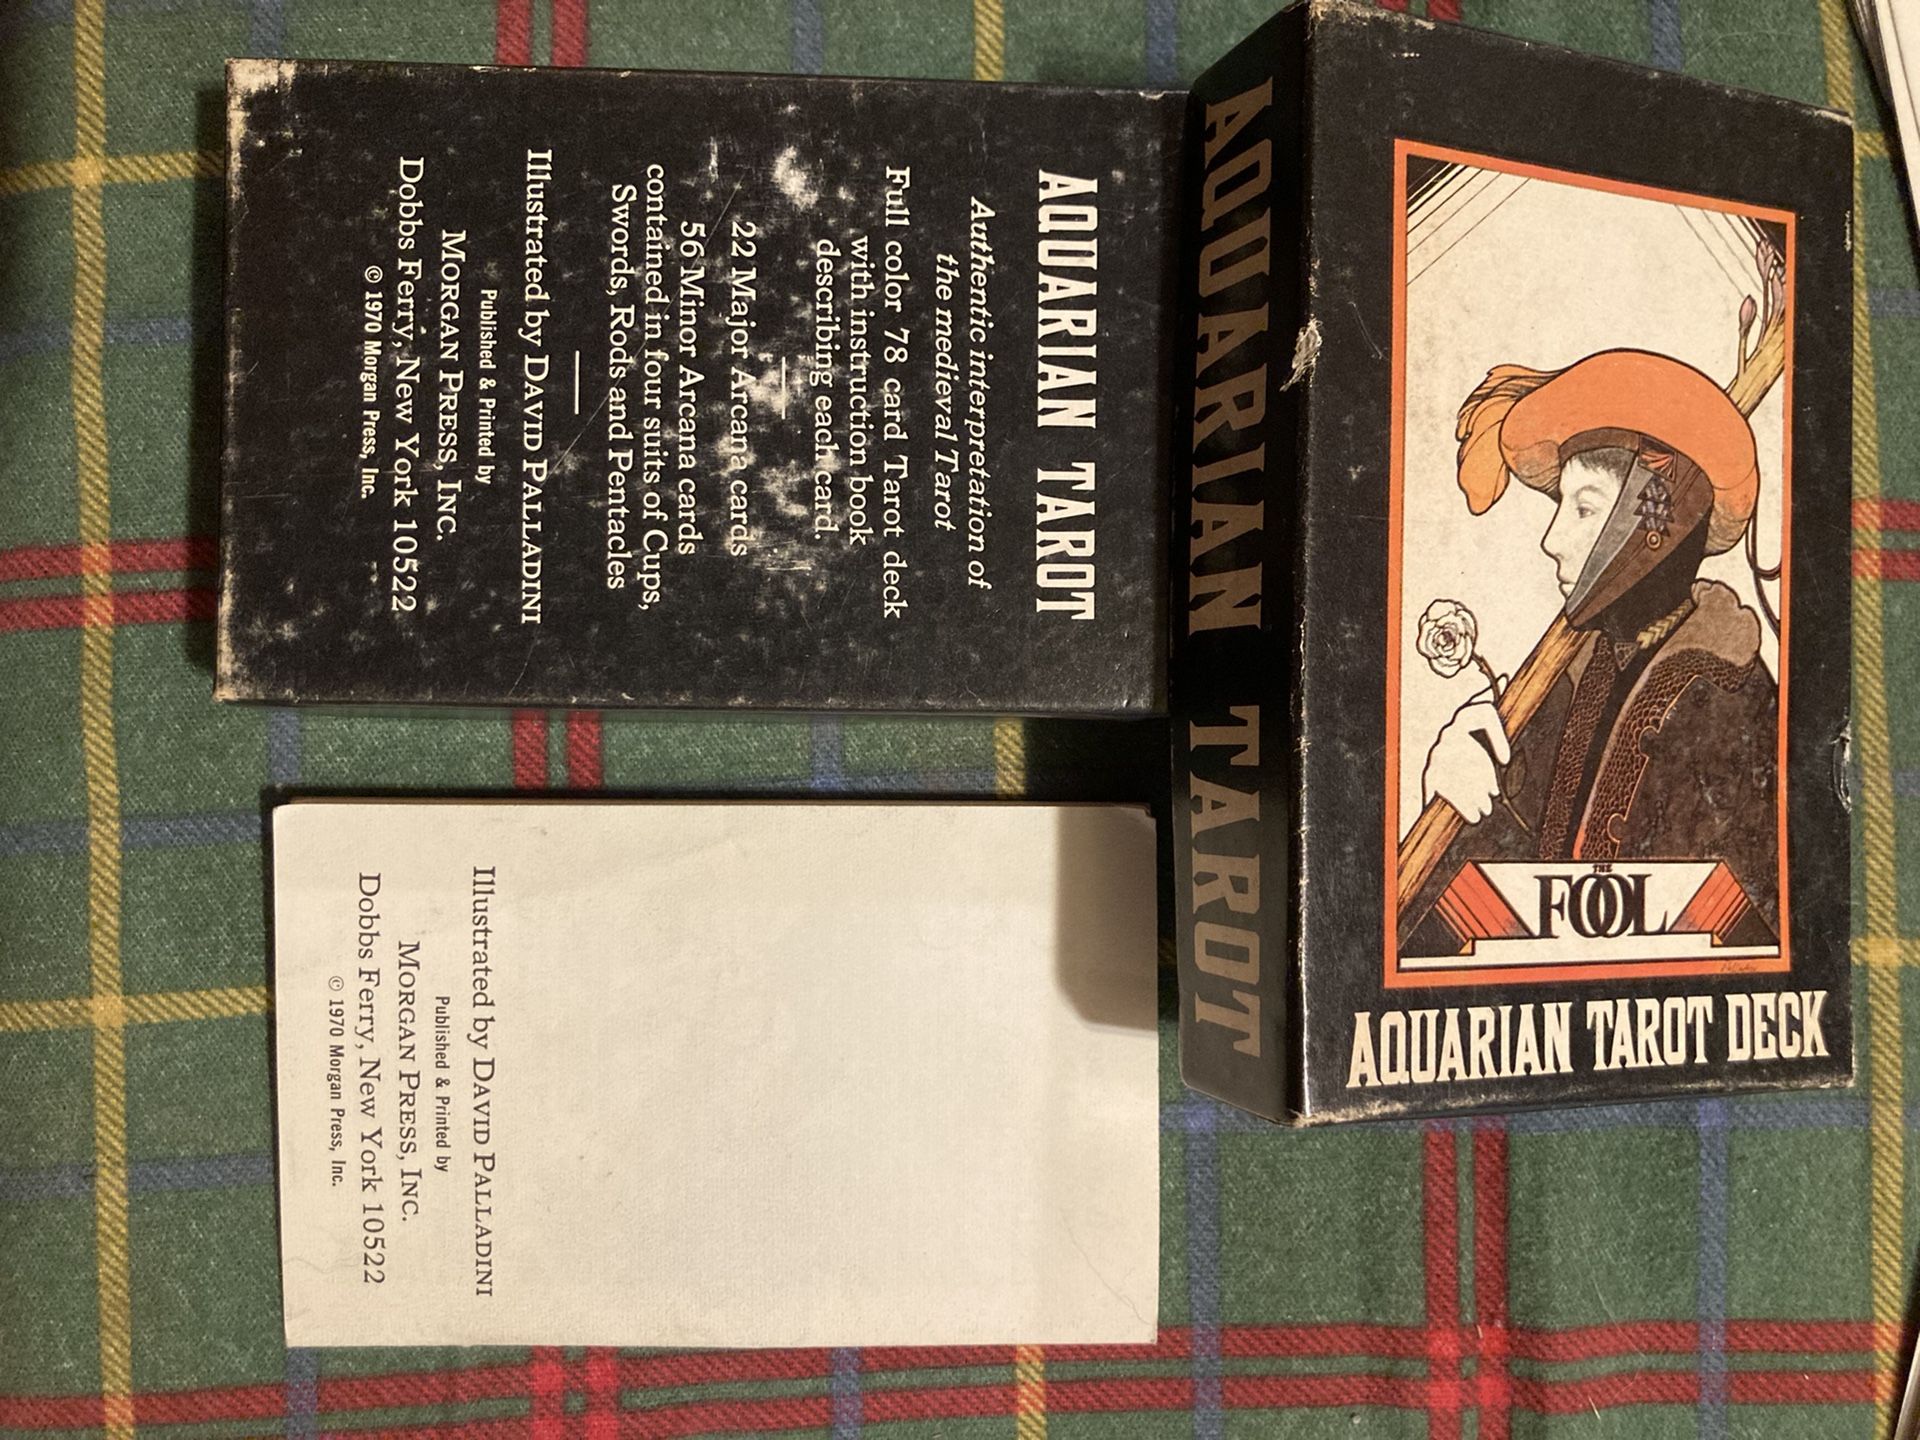 AQUARIAN TAROT
Authentic interpretation of
the medieval Tarot
Full color 78 card Tarot deck
with instruction book
describing each card.
22 Major Arcana cards
56 Minor Arcana cards
contained in four suits of Cups,
Swords, Rods and Pentacles
Illustrated by DAVID PALLADINI
Published & Printed by
MORGAN PRESS, INC.
Dobbs Ferry, New York 10522
© 1970 Morgan Press, Inc.
AQUARIAN TAROT
THE
FOOL
AQUARIAN TAROT DECK
Illustrated by DAVID PALLADINI
Published & Printed by
MORGAN PRESS, INC.
Dobbs Ferry, New York 10522
© 1970 Morgan Press, Inc.